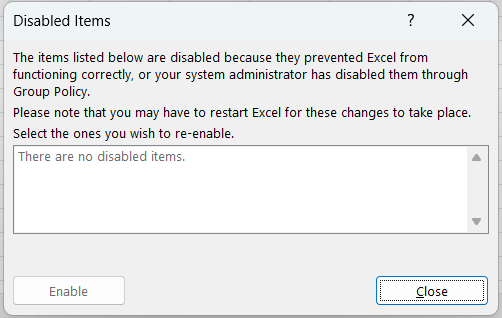 Disabled Items ?
The items listed below are disabled because they prevented Excel from
functioning correctly, or your system administrator has disabled them through
Group Policy.
Please note that you may have to restart Excel for these changes to take place.
Select the ones you wish to re-enable.
There are no disabled items.
Enable Close